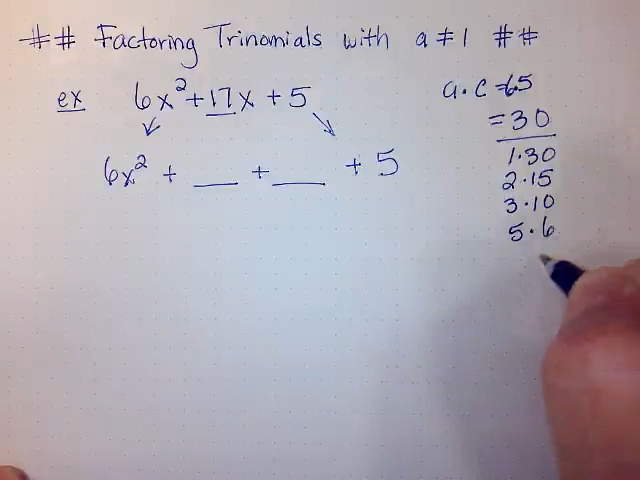 ## Factoring Trinomials with a ≠ 1 ##
ex 6x² + 17x + 5
6x² + ___ + ___ + 5
a · c = 6·5
= 30
1·30
2·15
3·10
5·6